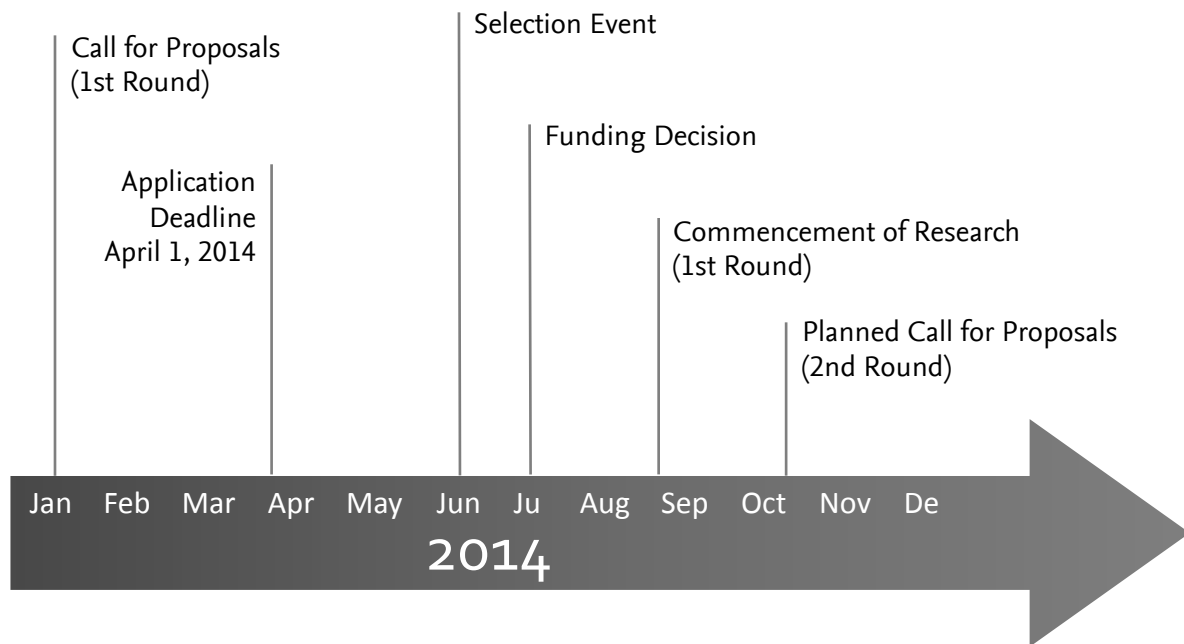 Call for Proposals
(1st Round)
Application
Deadline
April 1, 2014
Selection Event
Funding Decision
Commencement of Research
(1st Round)
Planned Call for Proposals
(2nd Round)
Jan Feb Mar Apr May Jun Ju Aug Sep Oct Nov De
2014